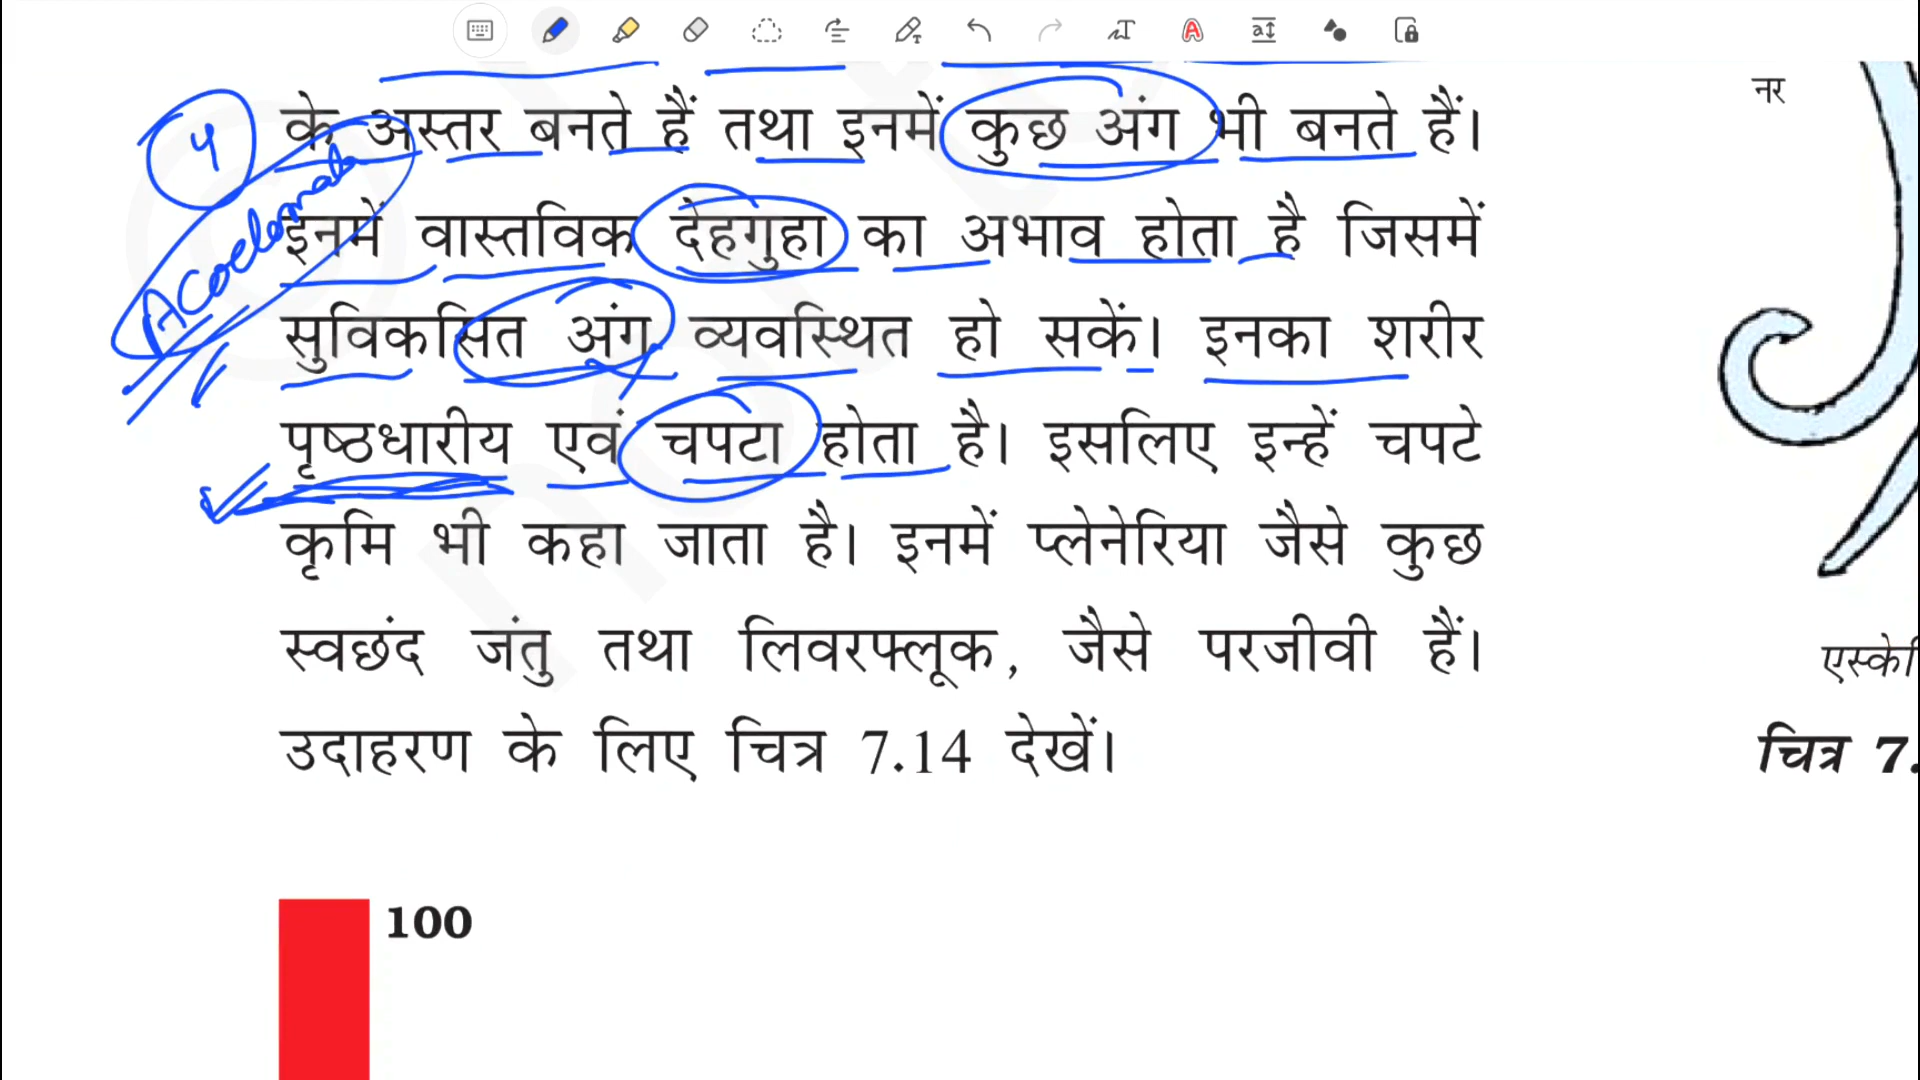 नर
4
Acoelomate
के अस्तर बनते हैं तथा इनमें कुछ अंग भी बनते हैं।
इनमें वास्तविक देहगुहा का अभाव होता है जिसमें
सुविकसित अंग व्यवस्थित हो सकें। इनका शरीर
पृष्ठधारीय एवं चपटा होता है। इसलिए इन्हें चपटे
कृमि भी कहा जाता है। इनमें प्लेनेरिया जैसे कुछ
स्वछंद जंतु तथा लिवरफ्लूक, जैसे परजीवी हैं।
उदाहरण के लिए चित्र 7.14 देखें।
एस्केरि
चित्र 7.
100